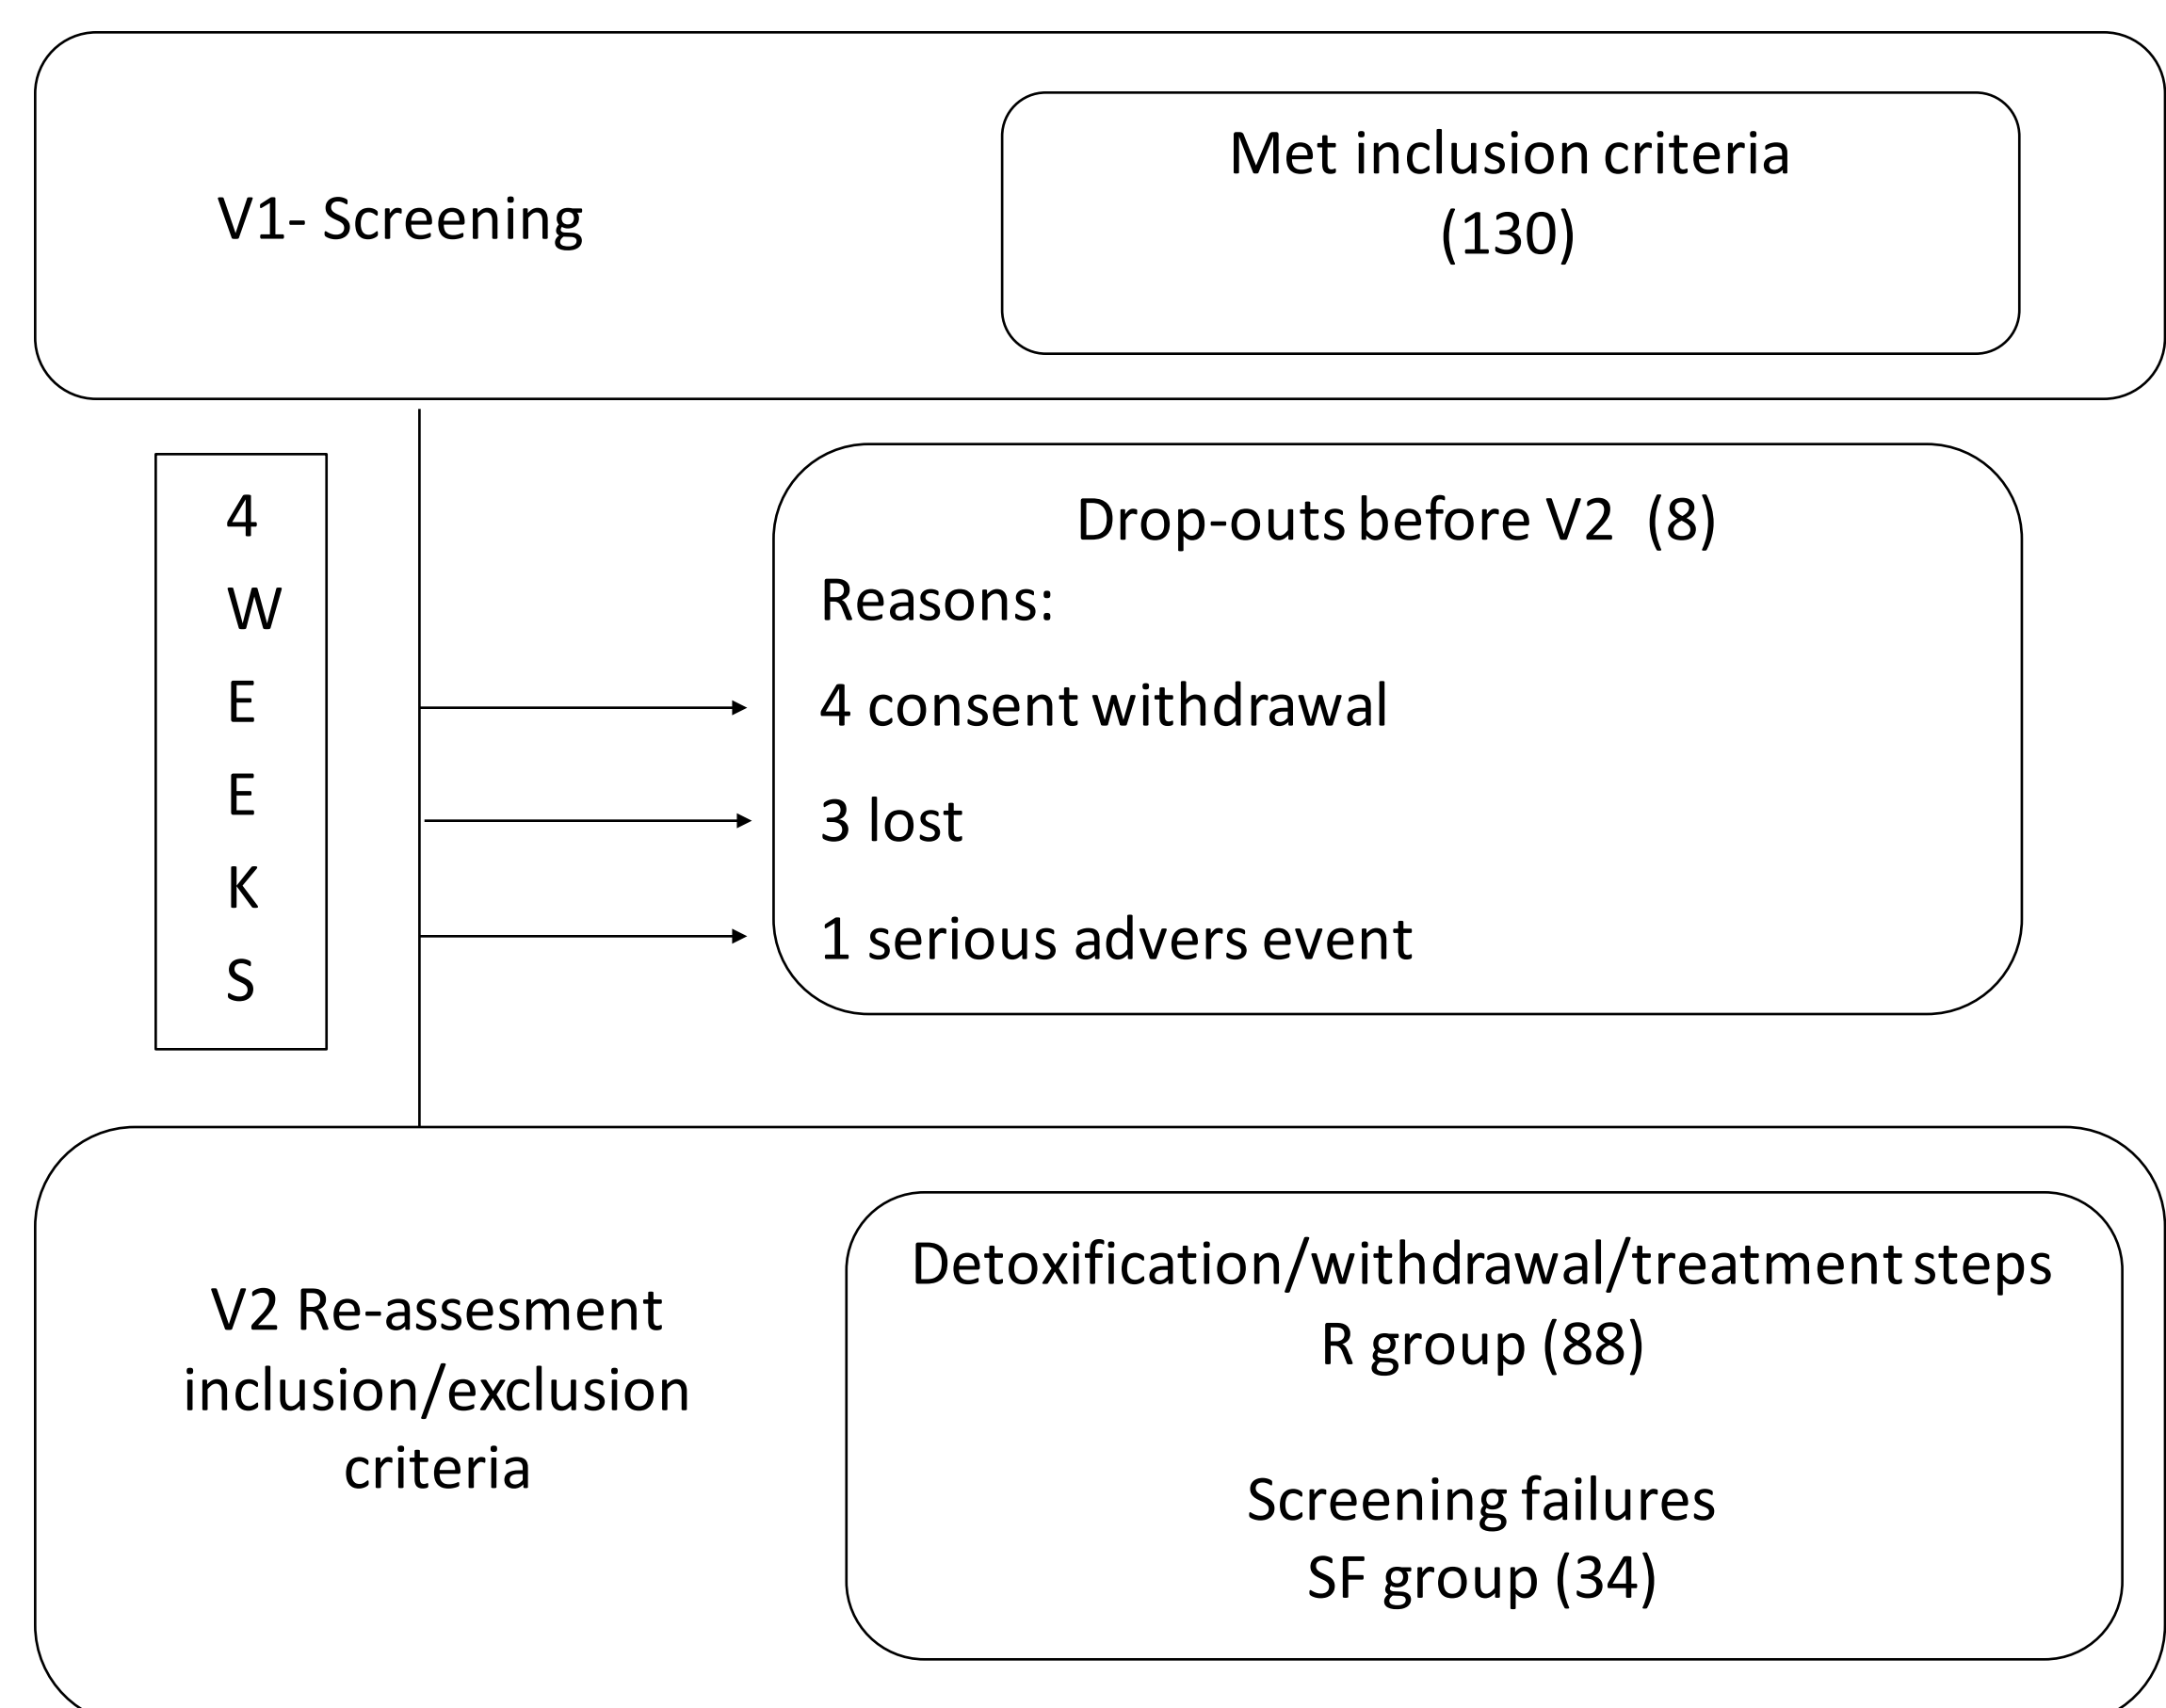 V1- Screening
Met inclusion criteria
(130)
4
W
E
E
K
S
Drop-outs before V2 (8)
Reasons:
4 consent withdrawal
3 lost
1 serious advers event
V2 Re-assesment
inclusion/exclusion
criteria
Detoxification/withdrawal/treatment steps
R group (88)
Screening failures
SF group (34)